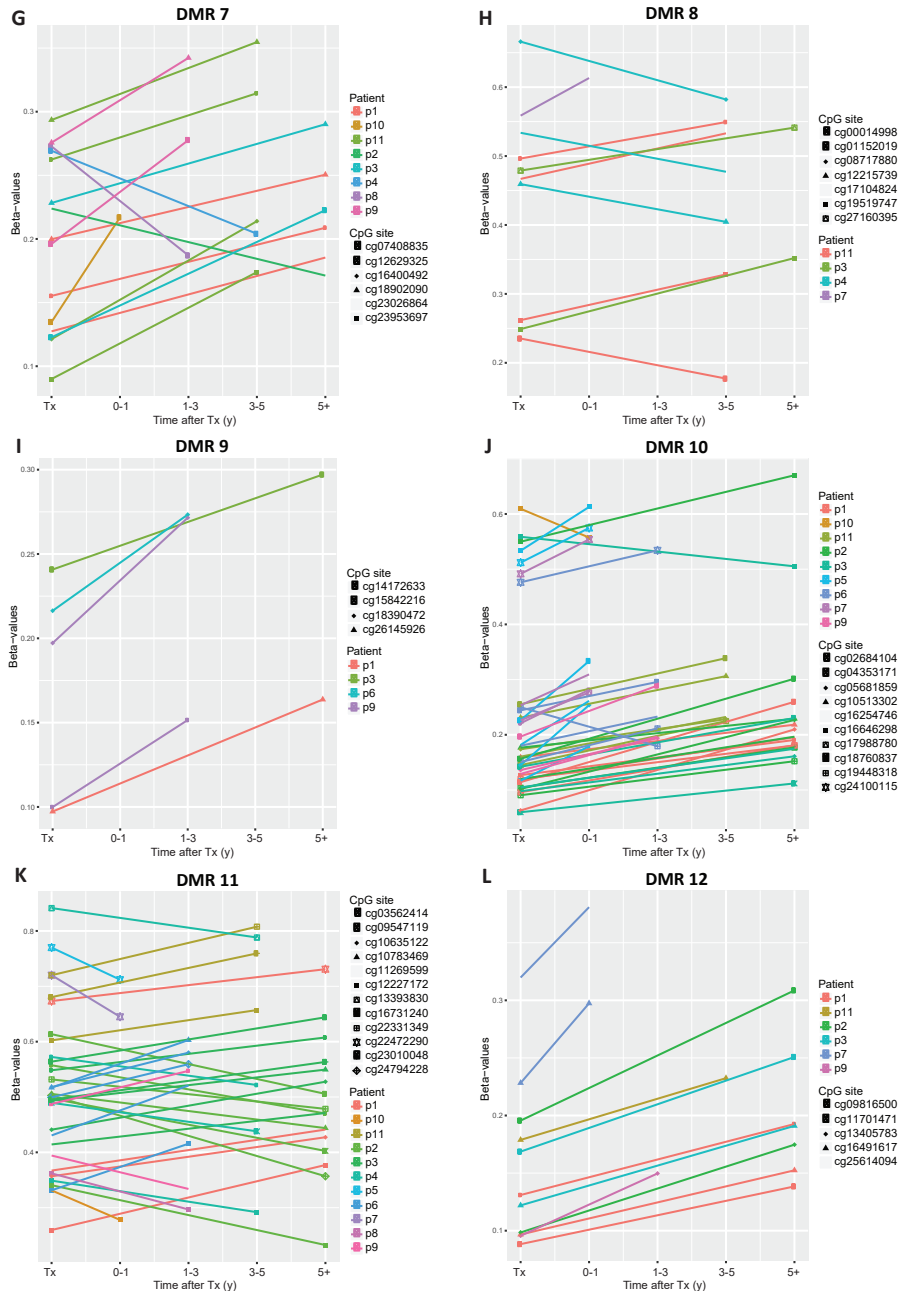 G
DMR 7
Beta−values
0.3
0.2
0.1
Tx
0-1
1-3
3-5
5+
Time after Tx (y)
Patient
p1
p10
p11
p2
p3
p4
p8
p9
CpG site
cg07408835
cg12629325
cg16400492
cg18902090
cg23026864
cg23953697
H
DMR 8
Beta−values
0.6
0.5
0.4
0.3
0.2
Tx
0-1
1-3
3-5
5+
Time after Tx (y)
CpG site
cg00014998
cg01152019
cg08717880
cg12215739
cg17104824
cg19519747
cg27160395
Patient
p11
p3
p4
p7
I
DMR 9
Beta−values
0.30
0.25
0.20
0.15
0.10
Tx
0-1
1-3
3-5
5+
Time after Tx (y)
CpG site
cg14172633
cg15842216
cg18390472
cg26145926
Patient
p1
p3
p6
p9
J
DMR 10
Beta−values
0.6
0.4
0.2
Tx
0-1
1-3
3-5
5+
Time after Tx (y)
Patient
p1
p10
p11
p2
p3
p5
p6
p7
p9
CpG site
cg02684104
cg04353171
cg05681859
cg10513302
cg16254746
cg16646298
cg17988780
cg18760837
cg19448318
cg24100115
K
DMR 11
Beta−values
0.8
0.6
0.4
Tx
0-1
1-3
3-5
5+
Time after Tx (y)
CpG site
cg03562414
cg09547119
cg10635122
cg10783469
cg11269599
cg12227172
cg13393830
cg16731240
cg22331349
cg22472290
cg23010048
cg24794228
Patient
p1
p10
p11
p2
p3
p4
p5
p6
p7
p8
p9
L
DMR 12
Beta−values
0.3
0.2
0.1
Tx
0-1
1-3
3-5
5+
Time after Tx (y)
Patient
p1
p11
p2
p3
p7
p9
CpG site
cg09816500
cg11701471
cg13405783
cg16491617
cg25614094